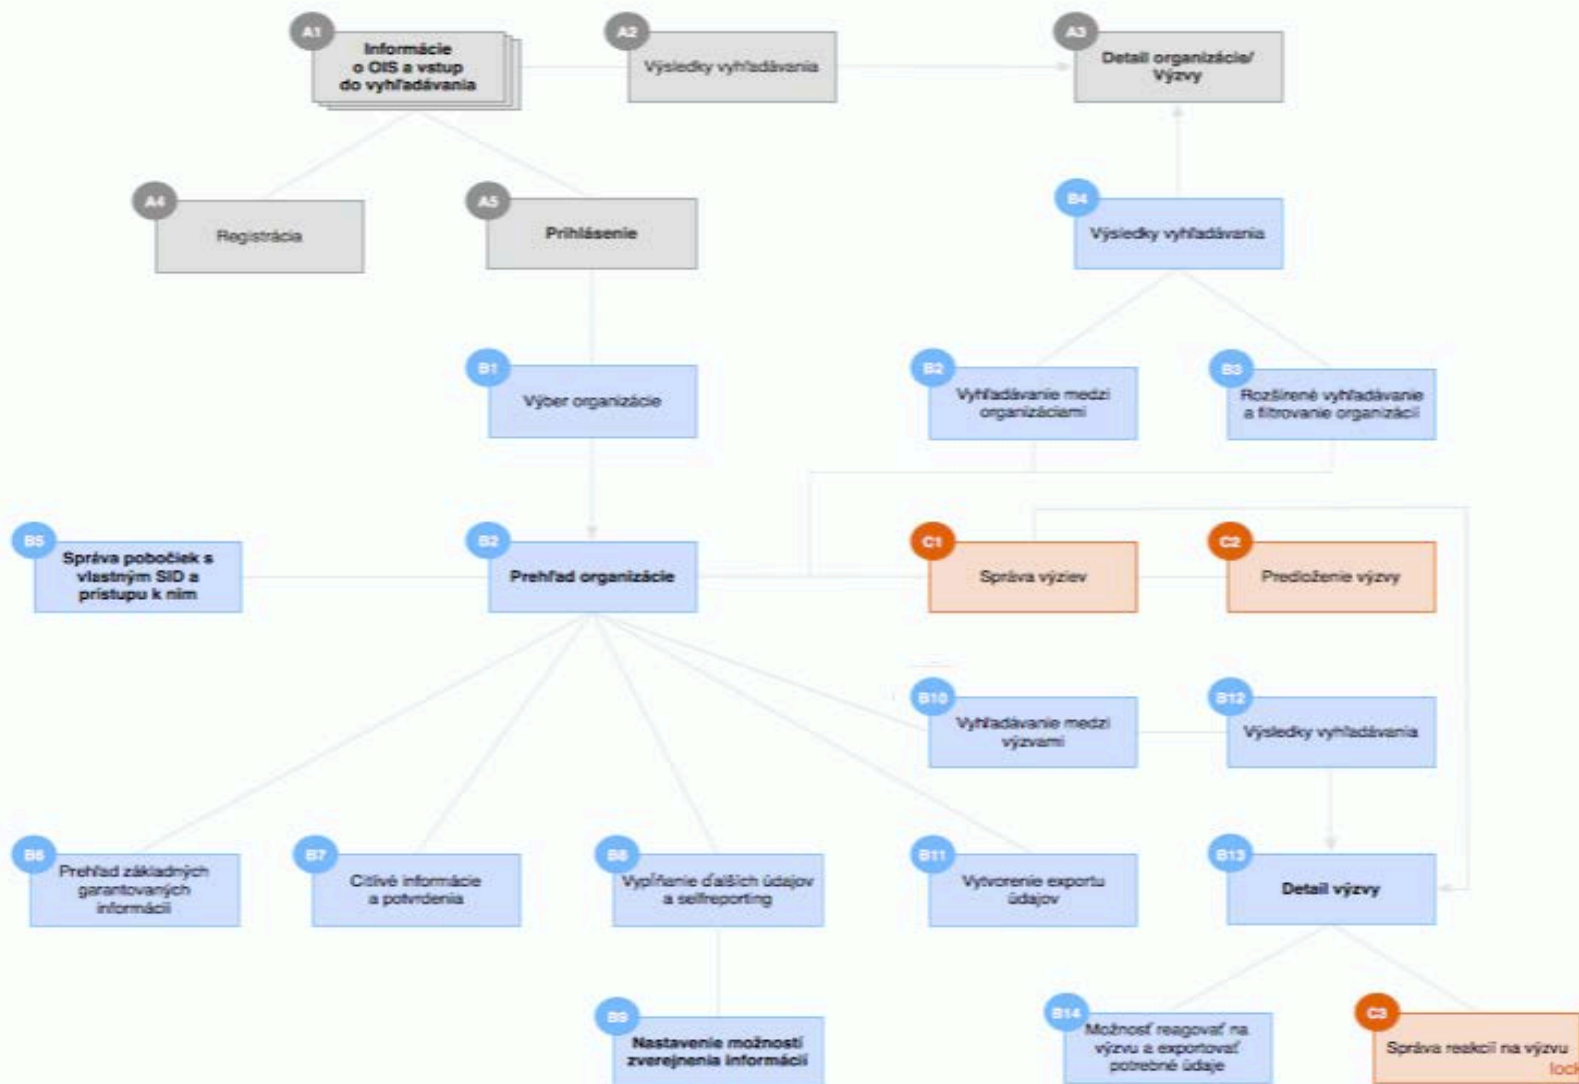 A1
Informácie
o OIS a vstup
do vyhľadávania
A2
Výsledky vyhľadávania
A3
Detail organizácie/
Výzvy
A4
Registrácia
A5
Prihlásenie
B4
Výsledky vyhľadávania
B1
Výber organizácie
B2
Vyhľadávanie medzi
organizáciami
B3
Rozšírené vyhľadávanie
a filtrovanie organizácií
B5
Správa pobočiek s
vlastným SID a
prístupu k nim
B2
Prehľad organizácie
C1
Správa výziev
C2
Predloženie výzvy
B10
Vyhľadávanie medzi
výzvami
B12
Výsledky vyhľadávania
B6
Prehľad základných
garantovaných
informácií
B7
Citlivé informácie
a potvrdenia
B8
Vypĺňanie ďalších údajov
a selfreporting
B11
Vytvorenie exportu
údajov
B13
Detail výzvy
B9
Nastavenie možností
zverejnenia informácií
B14
Možnosť reagovať na
výzvu a exportovať
potrebné údaje
C3
Správa reakcií na výzvu
lock